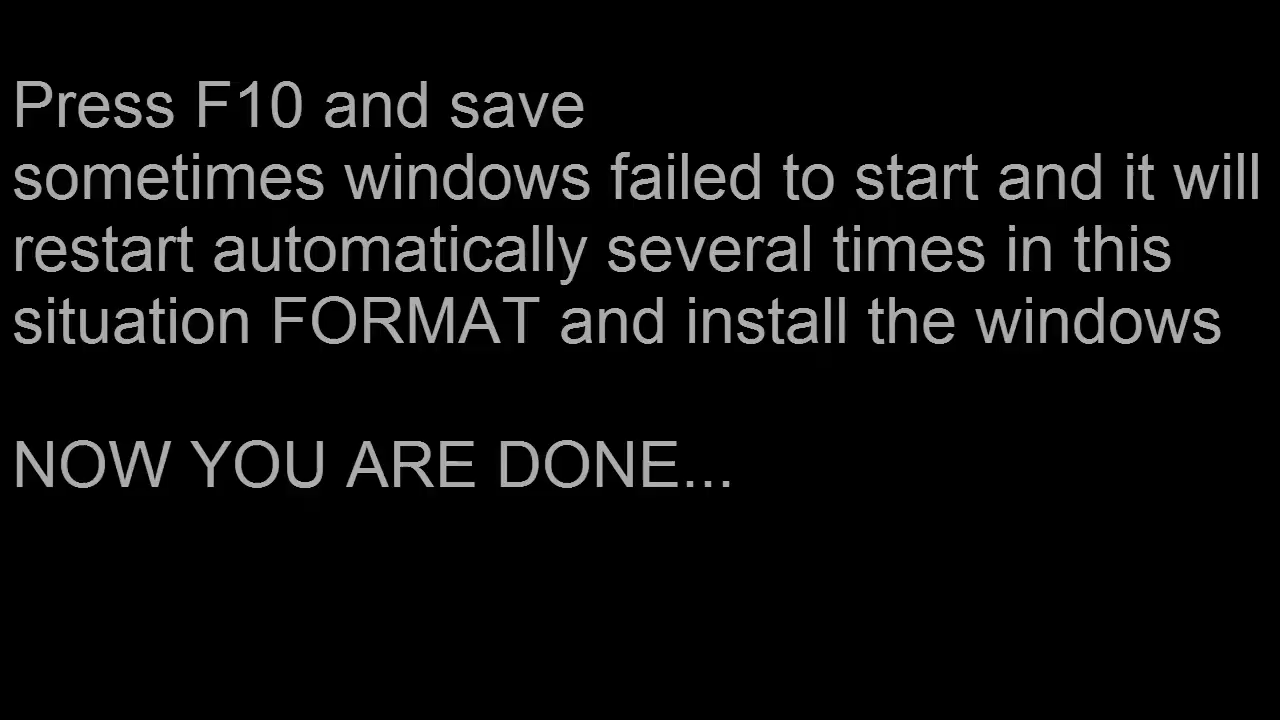 Press F10 and save
sometimes windows failed to start and it will
restart automatically several times in this
situation FORMAT and install the windows
NOW YOU ARE DONE...